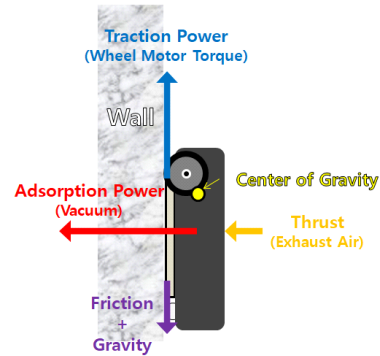 Traction Power
(Wheel Motor Torque)
Wall
Center of Gravity
Adsorption Power
(Vacuum)
Thrust
(Exhaust Air)
Friction
+
Gravity